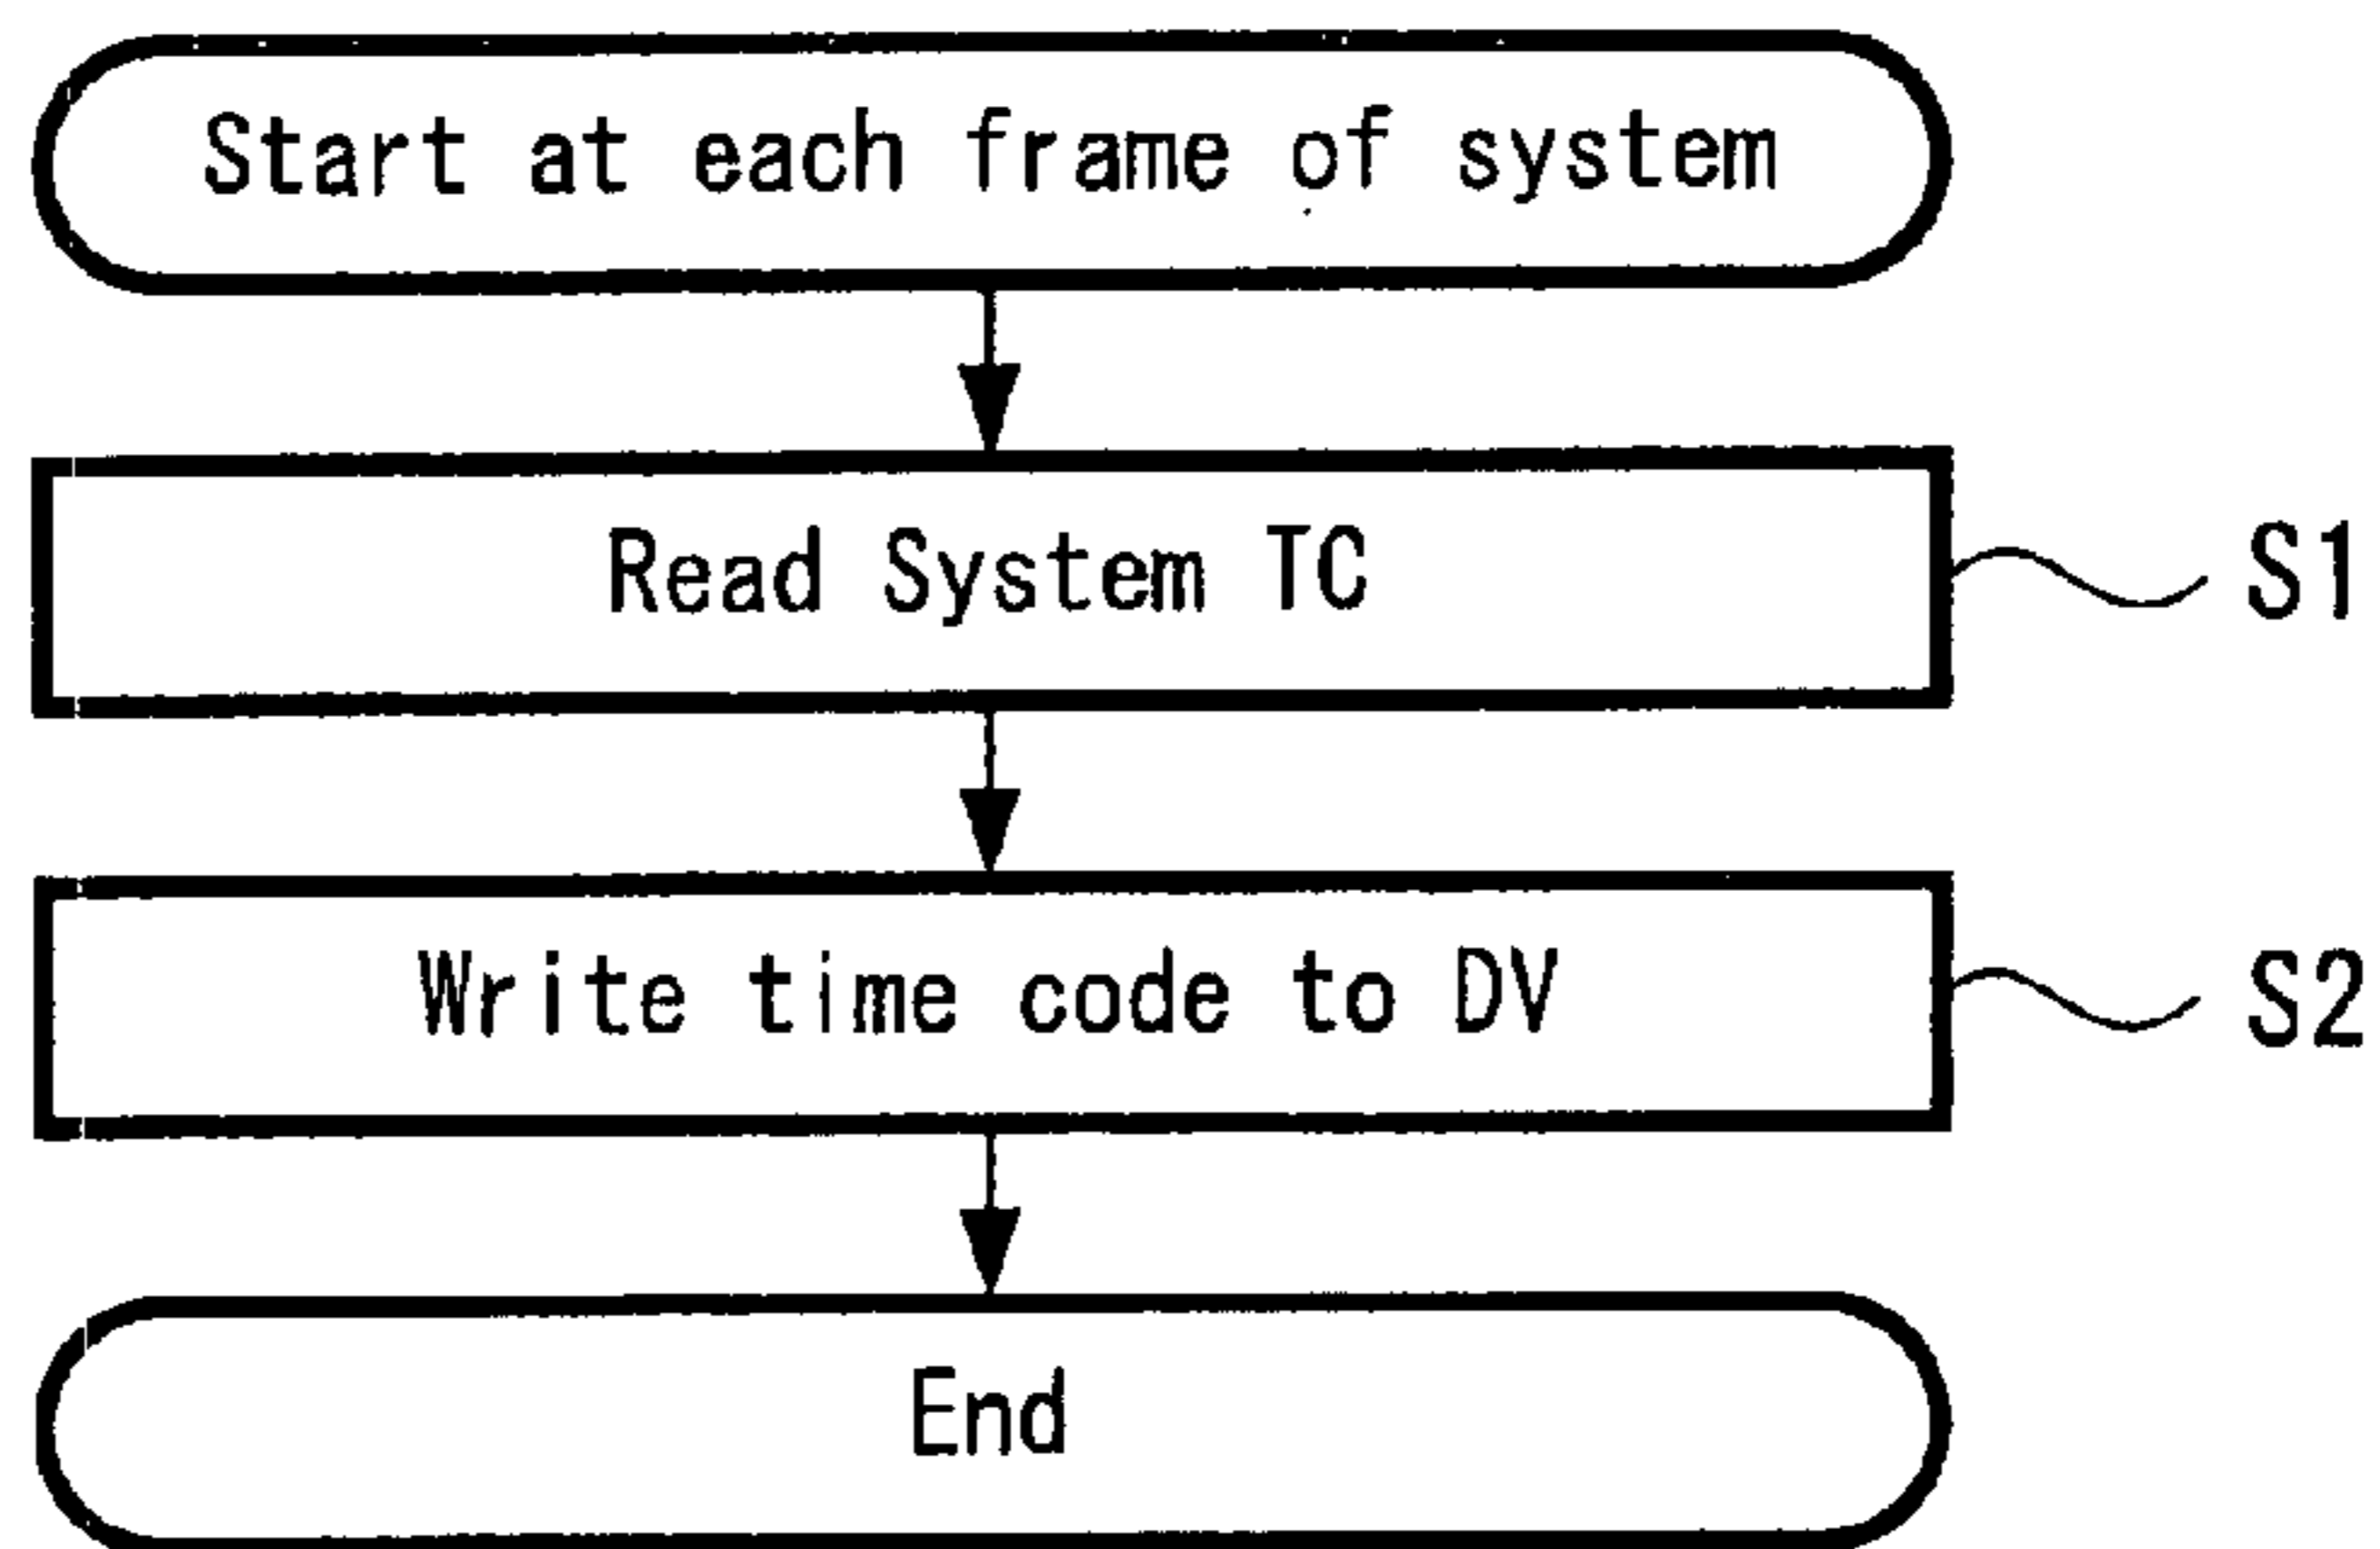 Start at each frame of system
Read System TC
S1
Write time code to DV
S2
End